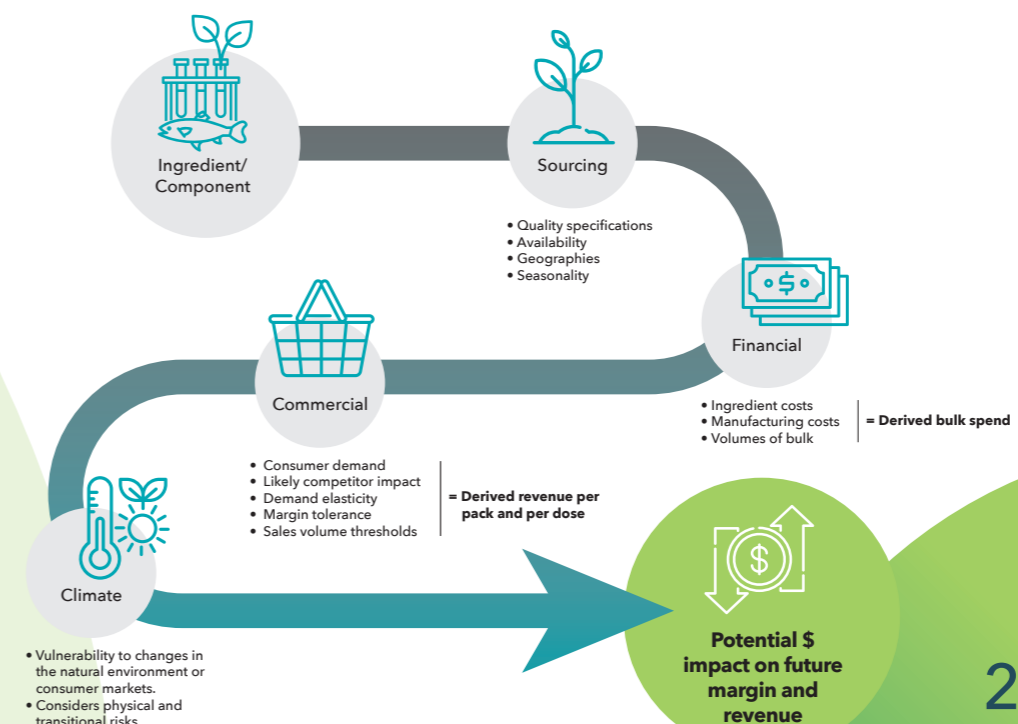 Ingredient/
Component
Sourcing
• Quality specifications
• Availability
• Geographies
• Seasonality
$
Financial
• Ingredient costs
• Manufacturing costs
• Volumes of bulk
= Derived bulk spend
Commercial
• Consumer demand
• Likely competitor impact
• Demand elasticity
• Margin tolerance
• Sales volume thresholds
= Derived revenue per
pack and per dose
Climate
• Vulnerability to changes in
the natural environment or
consumer markets.
• Considers physical and
transitional risks
$
Potential $
impact on future
margin and
revenue
2